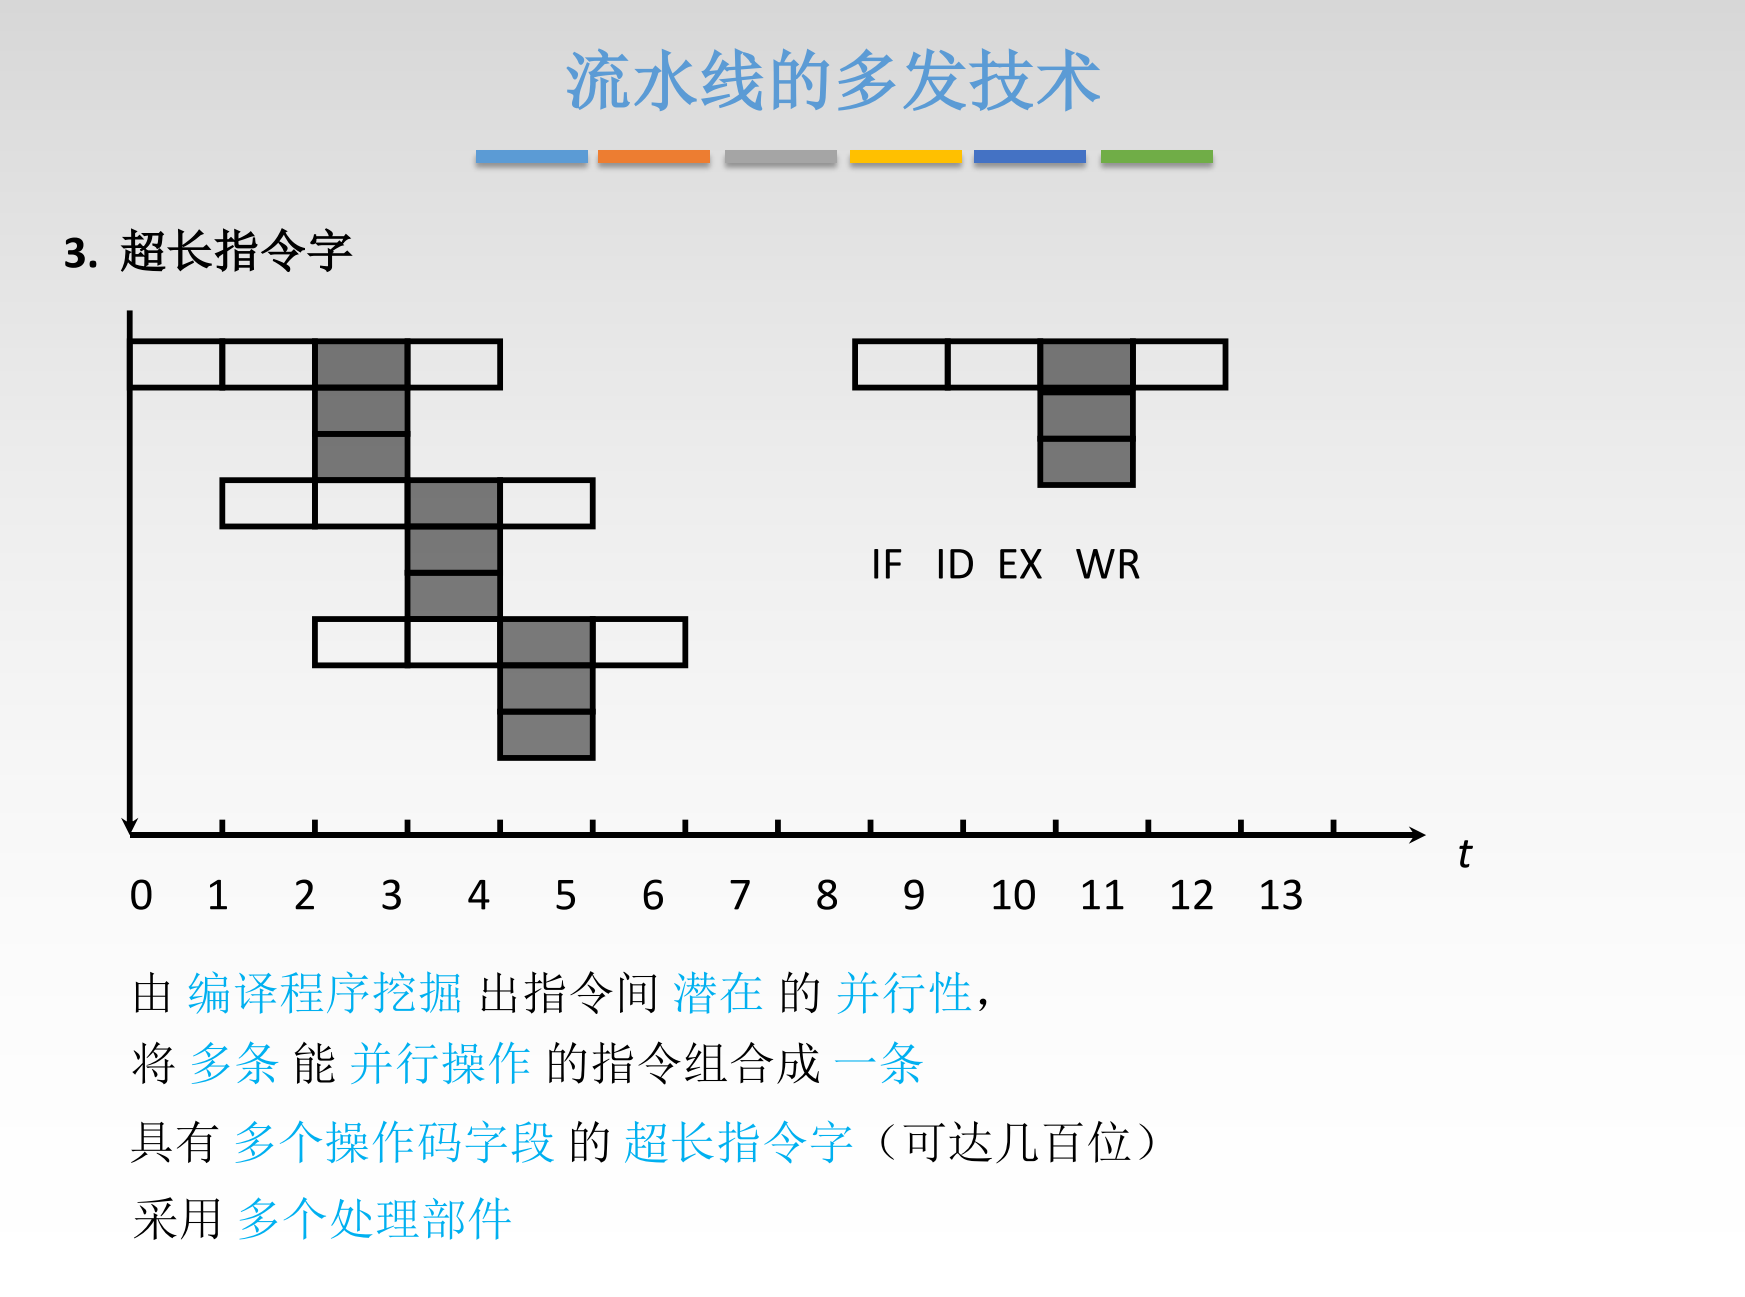 流水线的多发技术
3. 超长指令字
IF ID EX WR
t
0 1 2 3 4 5 6 7 8 9 10 11 12 13
由 编译程序挖掘 出指令间 潜在 的 并行性，
将 多条 能 并行操作 的指令组合成 一条
具有 多个操作码字段 的 超长指令字（可达几百位）
采用 多个处理部件